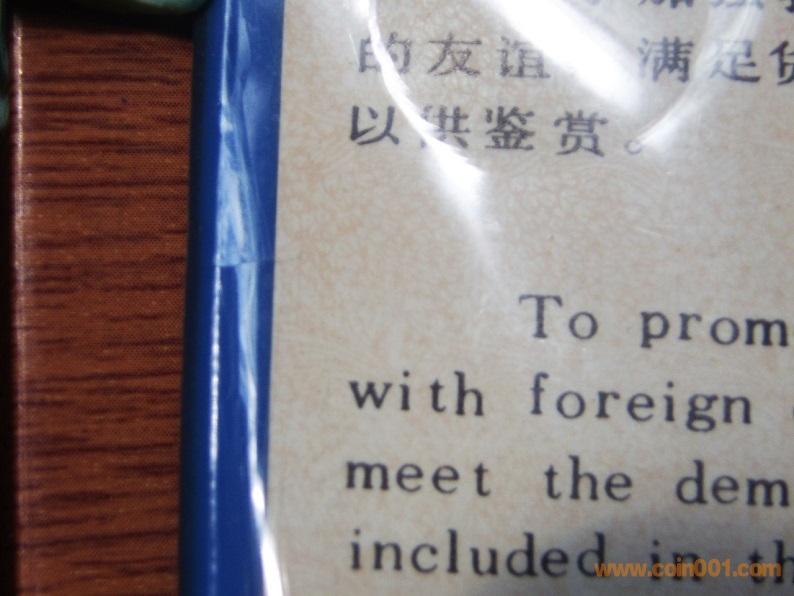 的友谊，满足货
以供鉴赏。
To prom
with foreign
meet the dem
included in th
www.coin001.com